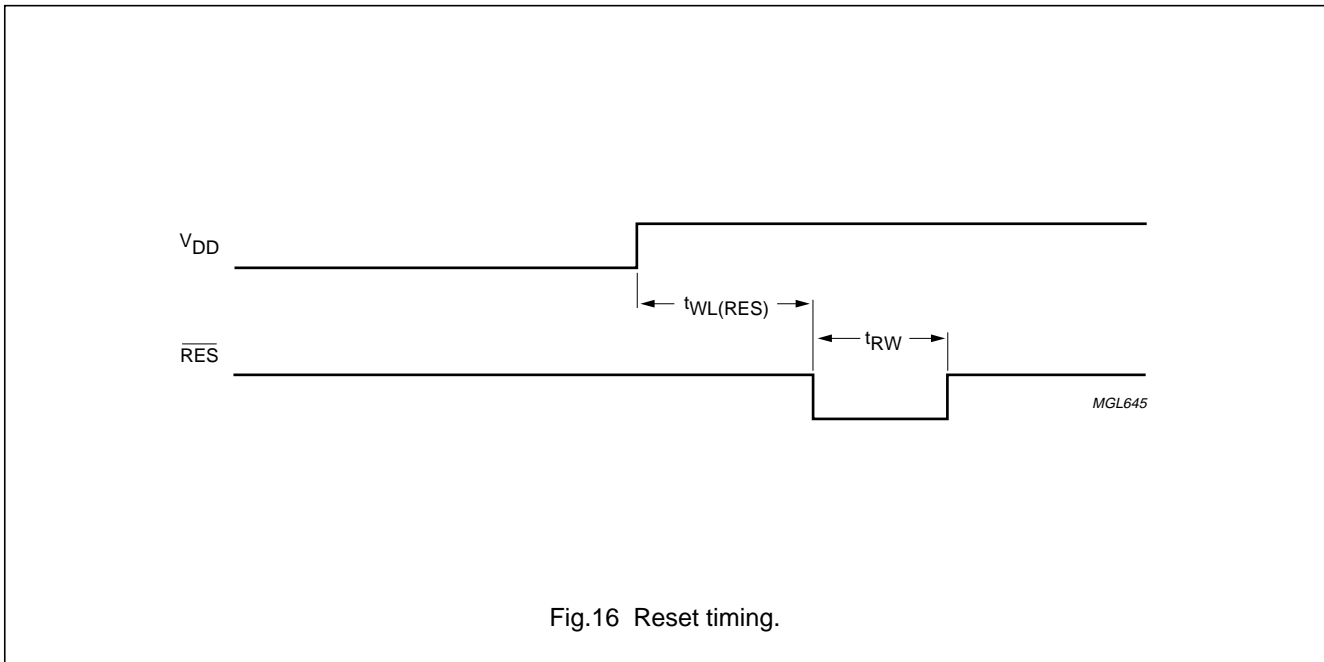 VDD
tWL(RES)
tRW
RES
MGL645
Fig.16 Reset timing.